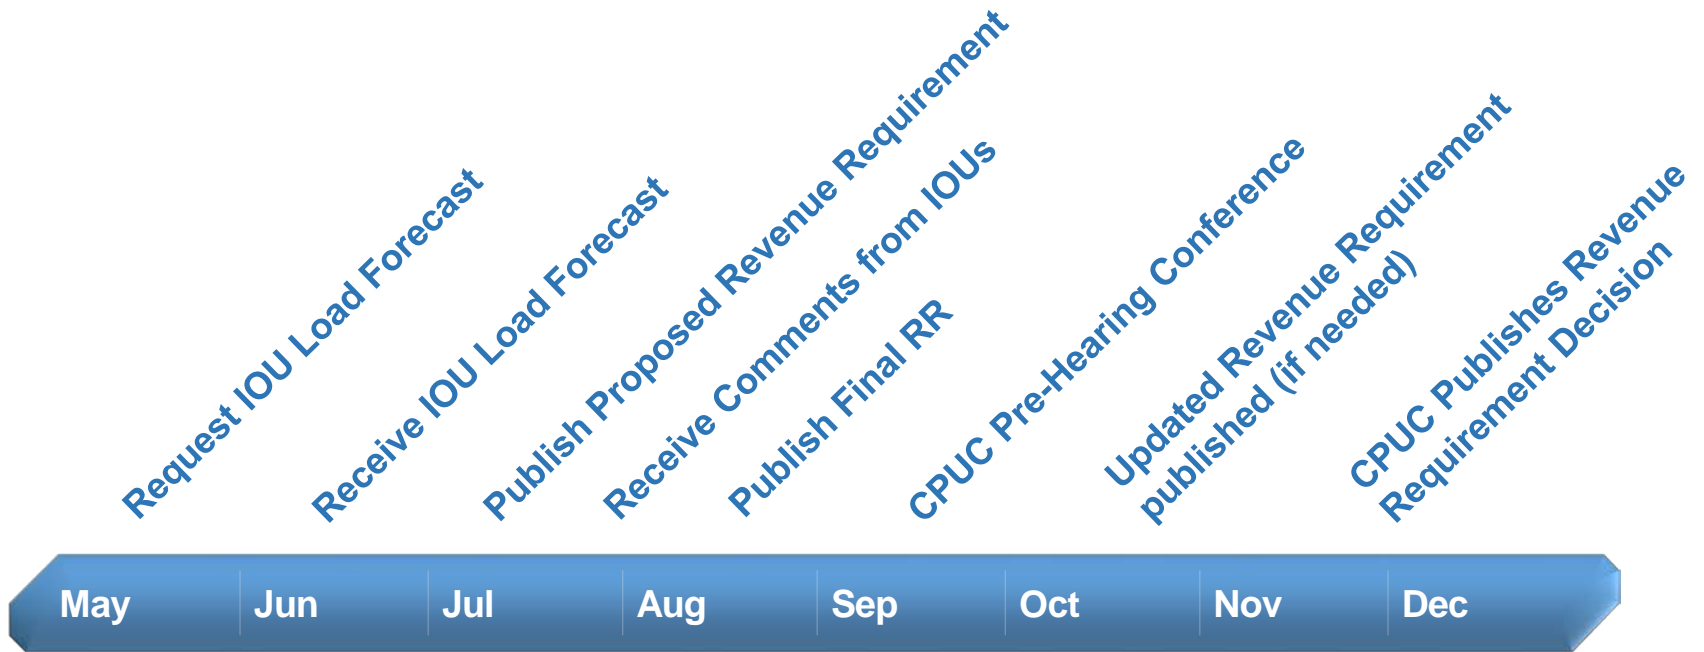 Request IOU Load Forecast
Receive IOU Load Forecast
Publish Proposed Revenue Requirement
Receive Comments from IOUs
Publish Final RR
CPUC Pre-Hearing Conference
Updated Revenue Requirement
published (if needed)
CPUC Publishes Revenue
Requirement Decision
May
Jun
Jul
Aug
Sep
Oct
Nov
Dec